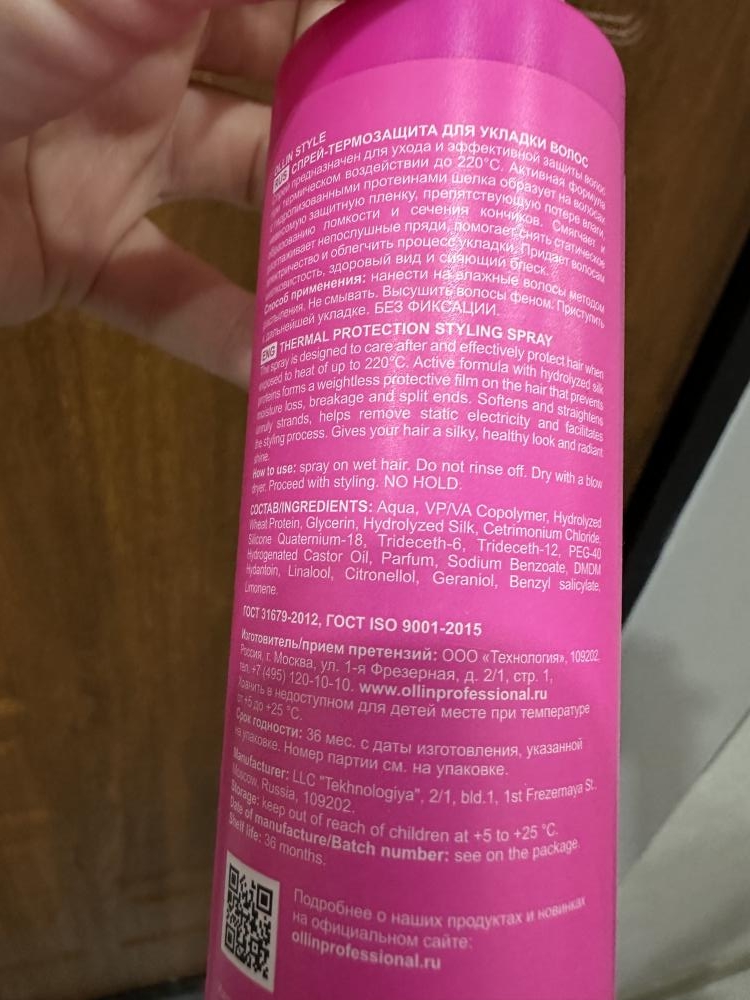 OLLIN STYLE
RUS СПРЕЙ-ТЕРМОЗАЩИТА ДЛЯ УКЛАДКИ ВОЛОС
Спрей предназначен для ухода и эффективной защиты волос
при термическом воздействии до 220°C. Активная формула
с гидролизованными протеинами шелка образует на волосах
невесомую защитную пленку, препятствующую потере влаги,
образованию ломкости и сечения кончиков. Смягчает и
разглаживает непослушные пряди, помогает снять статическое
электричество и облегчить процесс укладки. Придает волосам
шелковистость, здоровый вид и сияющий блеск.
Способ применения: нанести на влажные волосы методом
распыления. Не смывать. Высушить волосы феном. Приступить
к дальнейшей укладке. БЕЗ ФИКСАЦИИ.
ENG THERMAL PROTECTION STYLING SPRAY
The spray is designed to care after and effectively protect hair when
exposed to heat of up to 220°C. Active formula with hydrolyzed silk
proteins forms a weightless protective film on the hair that prevents
moisture loss, breakage and split ends. Softens and straightens
unruly strands, helps remove static electricity and facilitates
the styling process. Gives your hair a silky, healthy look and radiant
shine.
How to use: spray on wet hair. Do not rinse off. Dry with a blow
dryer. Proceed with styling. NO HOLD.
СОСТАВ/INGREDIENTS: Aqua, VP/VA Copolymer, Hydrolyzed
Wheat Protein, Glycerin, Hydrolyzed Silk, Cetrimonium Chloride,
Silicone Quaternium-18, Trideceth-6, Trideceth-12, PEG-40
Hydrogenated Castor Oil, Parfum, Sodium Benzoate, DMDM
Hydantoin, Linalool, Citronellol, Geraniol, Benzyl salicylate,
Limonene.
ГОСТ 31679-2012, ГОСТ ISO 9001-2015
Изготовитель/прием претензий: ООО «Технология», 109202,
Россия, г. Москва, ул. 1-я Фрезерная, д. 2/1, стр. 1,
тел. +7 (495) 120-10-10. www.ollinprofessional.ru
Хранить в недоступном для детей месте при температуре
от +5 до +25 °C.
Срок годности: 36 мес. с даты изготовления, указанной
на упаковке. Номер партии см. на упаковке.
Manufacturer: LLC "Tekhnologiya", 2/1, bld.1, 1st Frezernaya St.
Moscow, Russia, 109202.
Storage: keep out of reach of children at +5 to +25 °C.
Date of manufacture/Batch number: see on the package.
Shelf life: 36 months.
Подробнее о наших продуктах и новинках
на официальном сайте:
ollinprofessional.ru